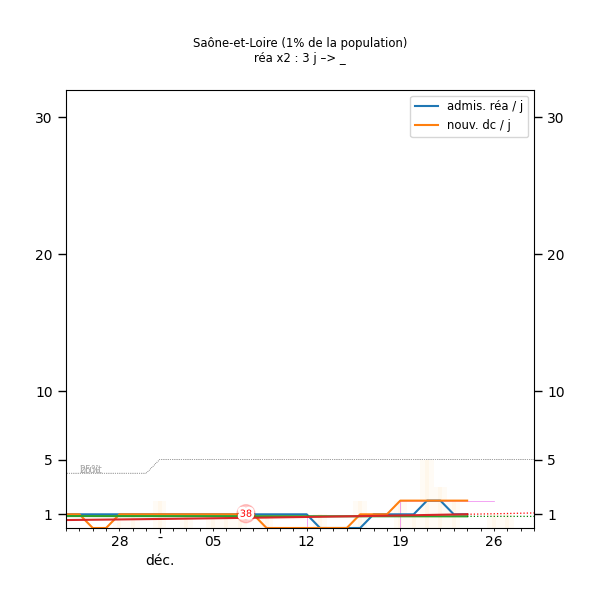 Saône-et-Loire (1% de la population)
réa x2 : 3 j –> _
admis. réa / j
nouv. dc / j
30 30
20 20
10 10
5 5
38
1 1
28 - 05 12 19 26
déc.